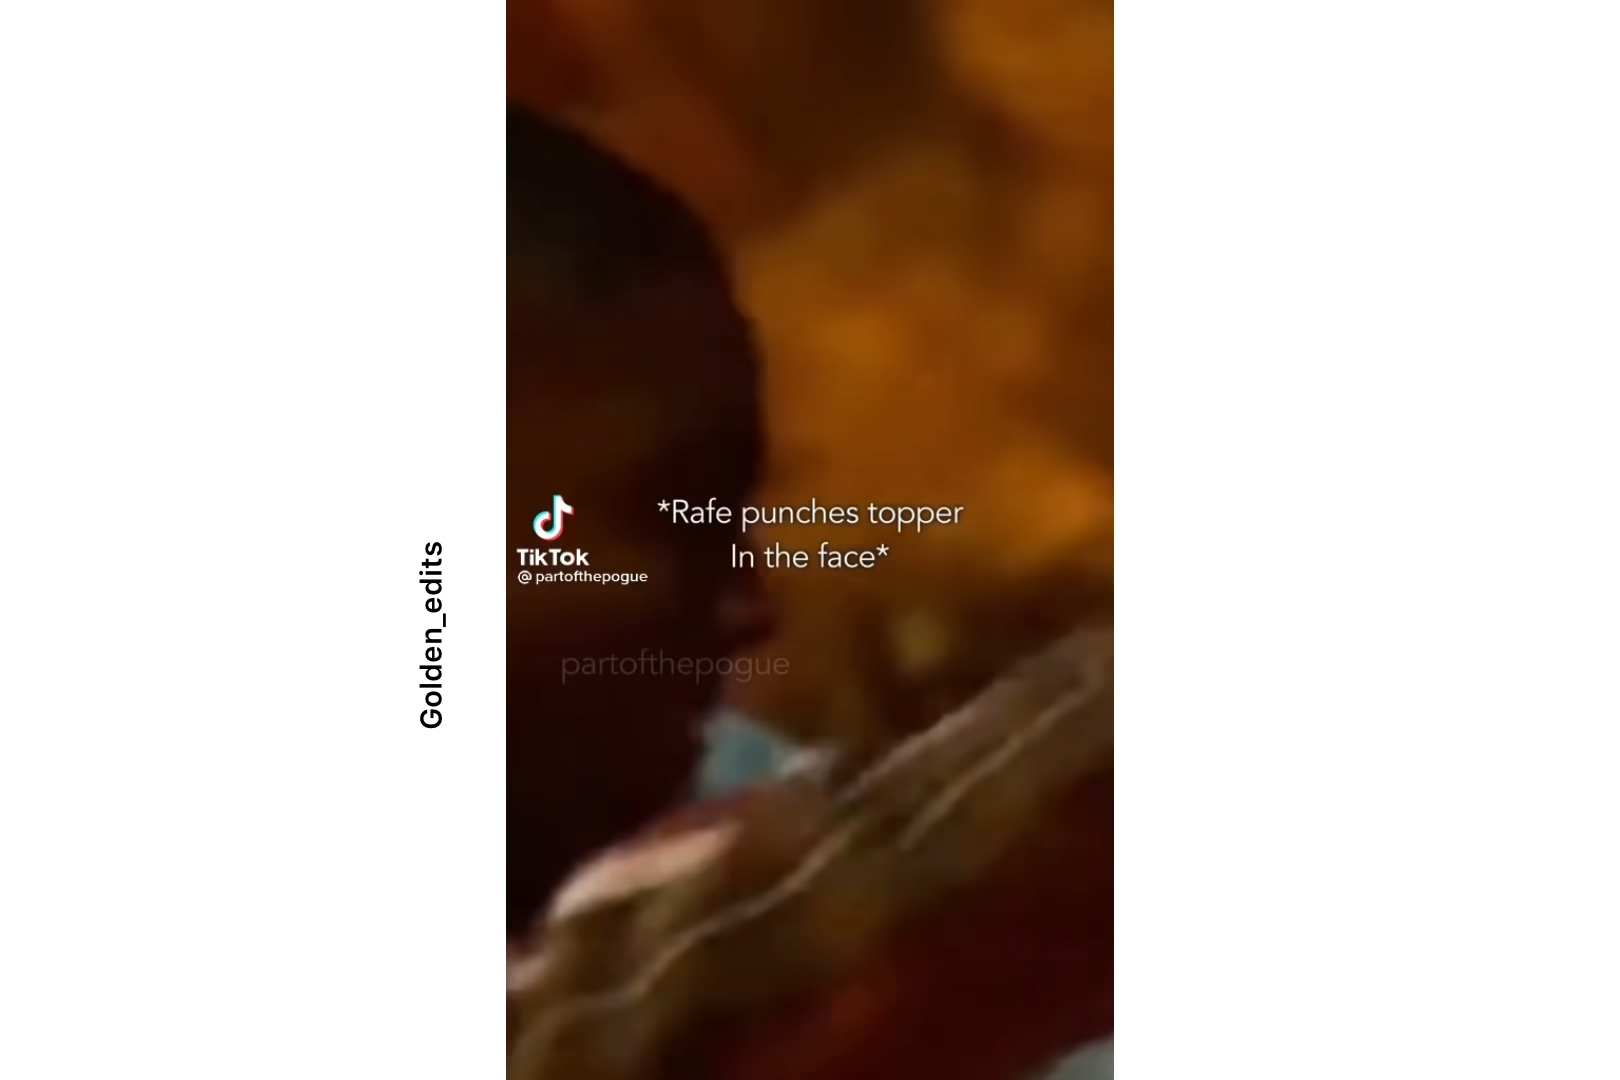 *Rafe punches topper
In the face*
TikTok
@partofthepogue
partofthepogue
Golden_edits